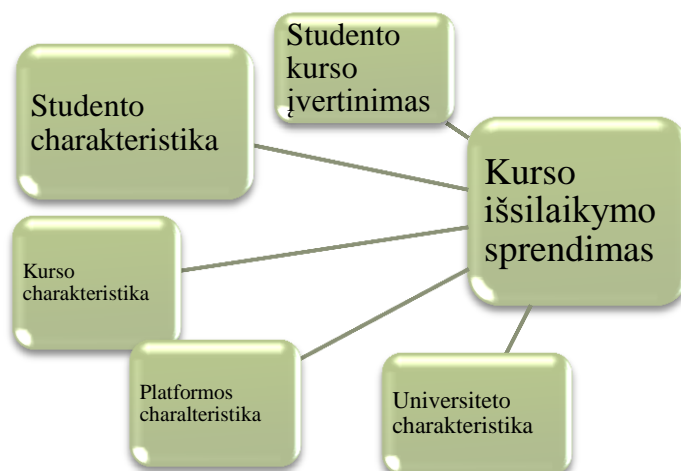 Studento
kurso
įvertinimas
Studento
charakteristika
Kurso
išsilaikymo
sprendimas
Kurso
charakteristika
Platformos
charalteristika
Universiteto
charakteristika